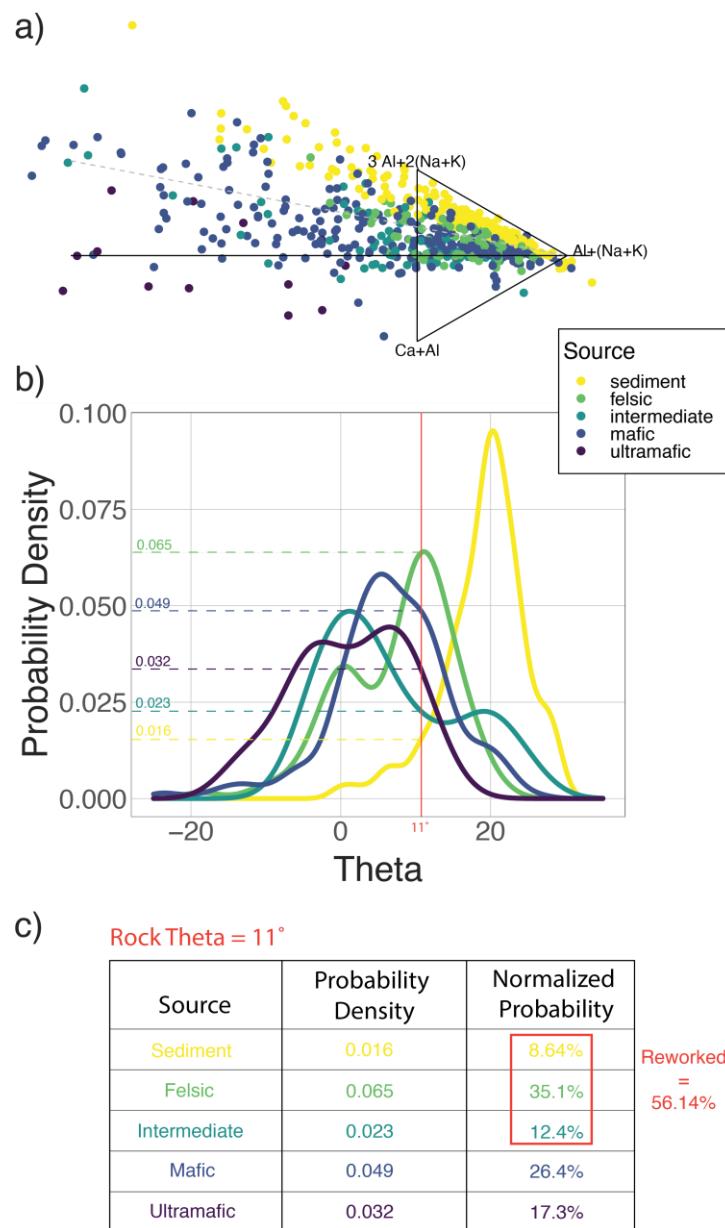 a)
3 Al+2(Na+K)
Al+(Na+K)
Ca+Al
Source
sediment
felsic
intermediate
mafic
ultramafic
b)
0.100
0.075
0.050
0.025
0.000
Probability Density
0.065
0.049
0.032
0.023
0.016
−20
0
11°
20
Theta
c)
Rock Theta = 11°
Source
Probability
Density
Normalized
Probability
Sediment
0.016
8.64%
Felsic
0.065
35.1%
Intermediate
0.023
12.4%
Mafic
0.049
26.4%
Ultramafic
0.032
17.3%
Reworked
=
56.14%